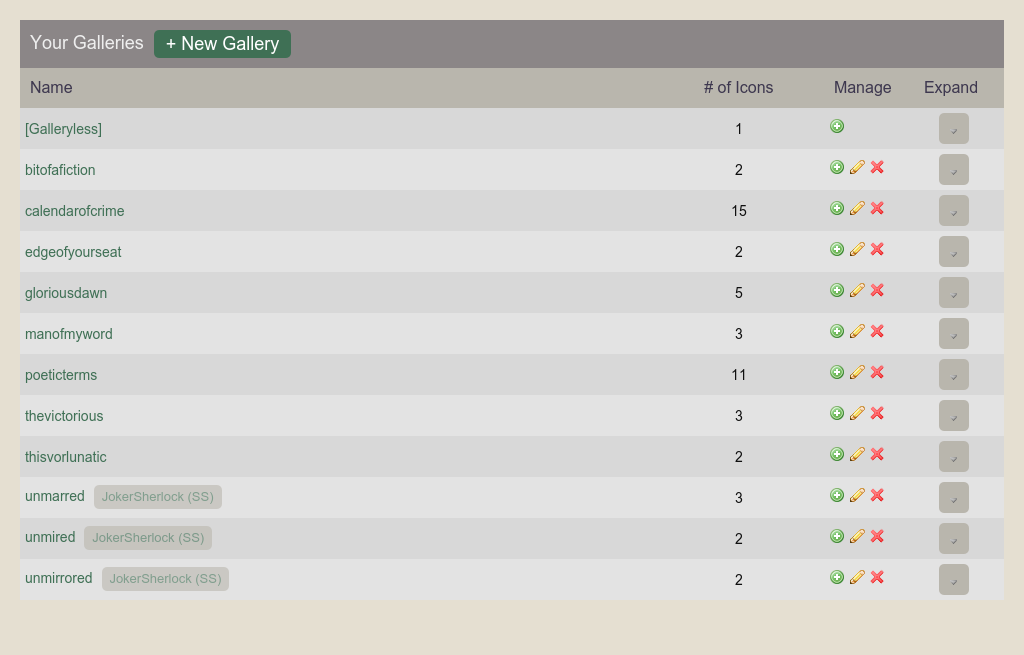 Your Galleries + New Gallery
Name # of Icons Manage Expand
[Galleryless] 1
bitofafiction 2
calendarofcrime 15
edgeofyourseat 2
gloriousdawn 5
manofmyword 3
poeticterms 11
thevictorious 3
thisvorlunatic 2
unmarred JokerSherlock (SS) 3
unmired JokerSherlock (SS) 2
unmirrored JokerSherlock (SS) 2